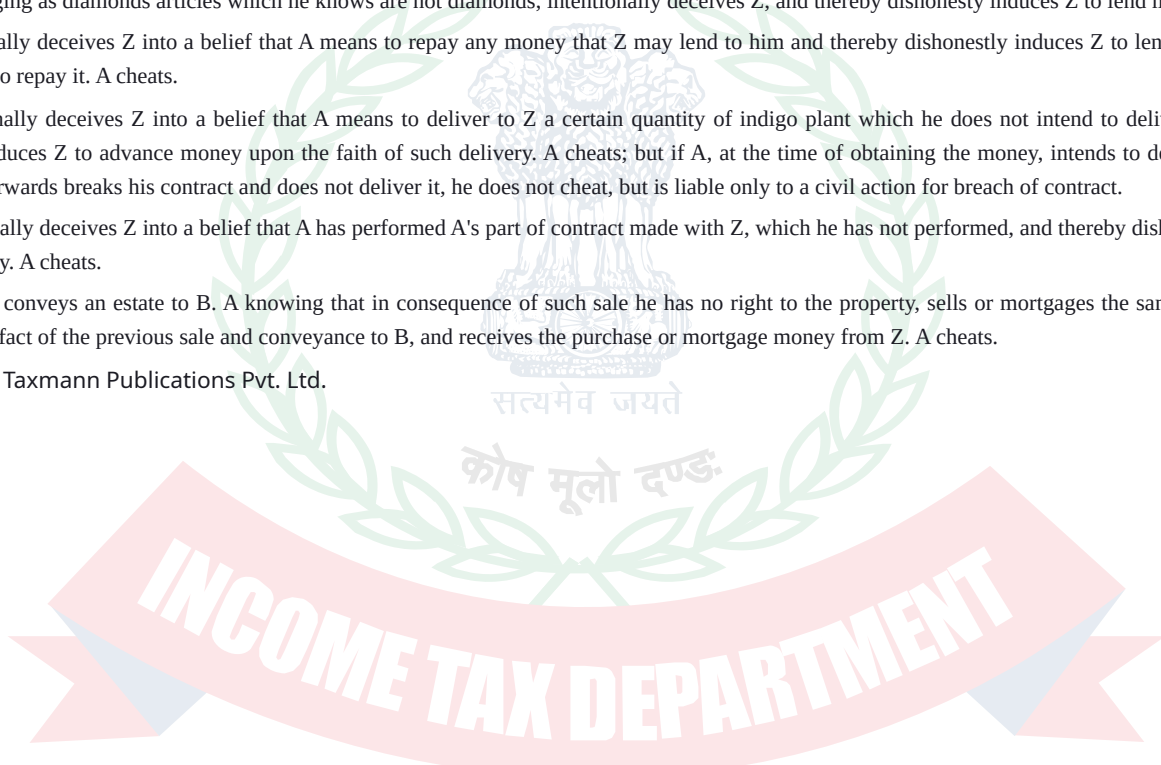 ging as diamonds articles which he knows are not diamonds, intentionally deceives Z, and thereby dishonesty induces Z to lend
ally deceives Z into a belief that A means to repay any money that Z may lend to him and thereby dishonestly induces Z to len
o repay it. A cheats.
nally deceives Z into a belief that A means to deliver to Z a certain quantity of indigo plant which he does not intend to deli
duces Z to advance money upon the faith of such delivery. A cheats; but if A, at the time of obtaining the money, intends to d
rwards breaks his contract and does not deliver it, he does not cheat, but is liable only to a civil action for breach of contract.
ally deceives Z into a belief that A has performed A's part of contract made with Z, which he has not performed, and thereby dis
y. A cheats.
conveys an estate to B. A knowing that in consequence of such sale he has no right to the property, sells or mortgages the sa
fact of the previous sale and conveyance to B, and receives the purchase or mortgage money from Z. A cheats.
Taxmann Publications Pvt. Ltd.
सत्यमेव जयते
कोष मूलो दण्डः
INCOME TAX DEPARTMENT